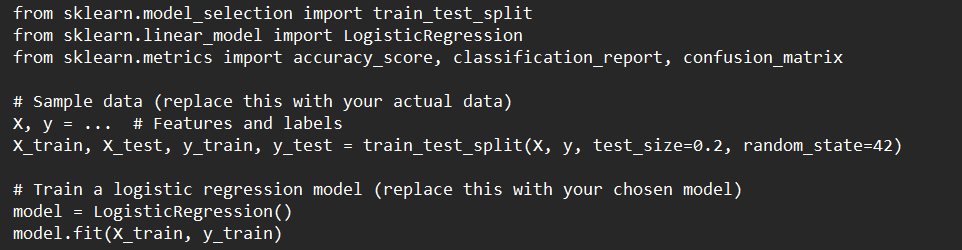 from sklearn.model_selection import train_test_split
from sklearn.linear_model import LogisticRegression
from sklearn.metrics import accuracy_score, classification_report, confusion_matrix
# Sample data (replace this with your actual data)
X, y = ...  # Features and labels
X_train, X_test, y_train, y_test = train_test_split(X, y, test_size=0.2, random_state=42)
# Train a logistic regression model (replace this with your chosen model)
model = LogisticRegression()
model.fit(X_train, y_train)